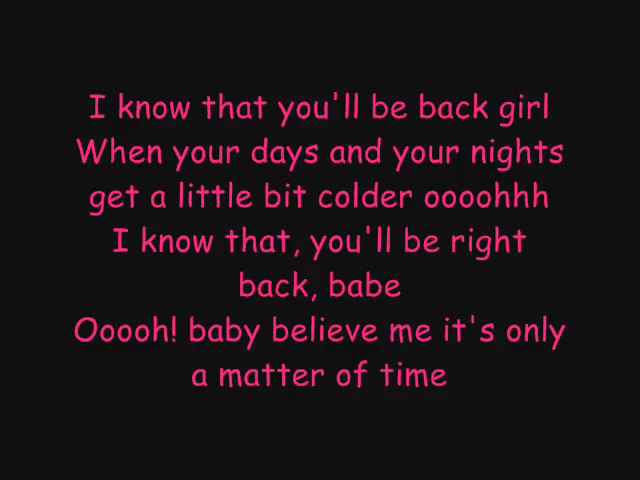 I know that you'll be back girl
When your days and your nights
get a little bit colder oooohhh
I know that, you'll be right
back, babe
Ooooh! baby believe me it's only
a matter of time